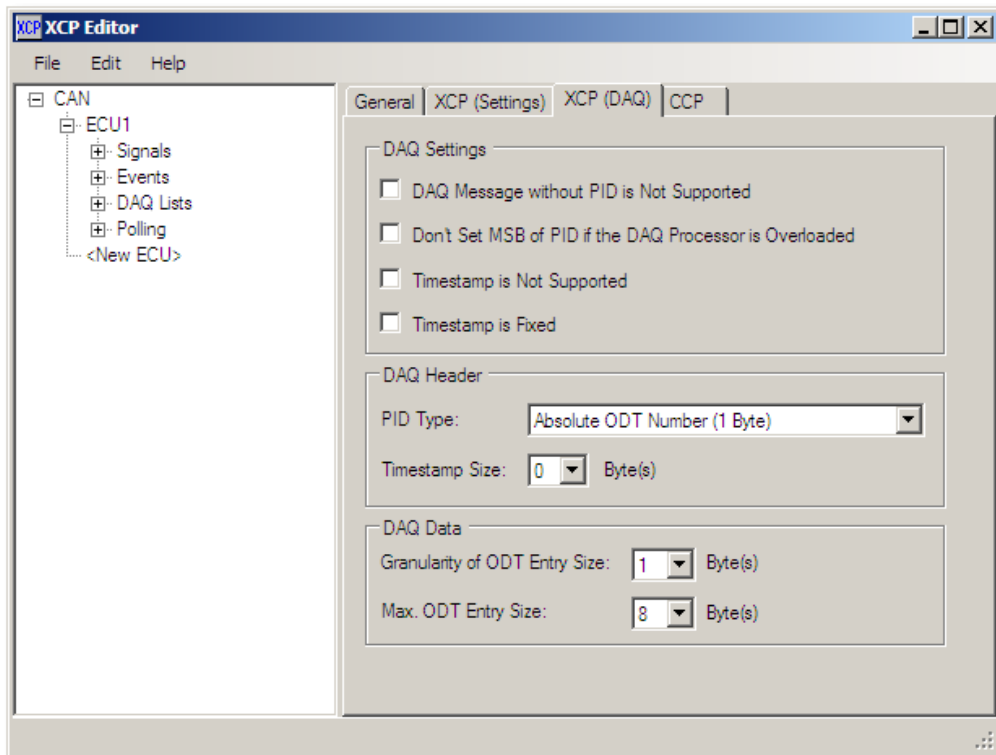 XCP XCP Editor
File Edit Help
CAN
ECU1
Signals
Events
DAQ Lists
Polling
<New ECU>
General XCP (Settings) XCP (DAQ) CCP
DAQ Settings
DAQ Message without PID is Not Supported
Don't Set MSB of PID if the DAQ Processor is Overloaded
Timestamp is Not Supported
Timestamp is Fixed
DAQ Header
PID Type: Absolute ODT Number (1 Byte)
Timestamp Size: 0 Byte(s)
DAQ Data
Granularity of ODT Entry Size: 1 Byte(s)
Max. ODT Entry Size: 8 Byte(s)